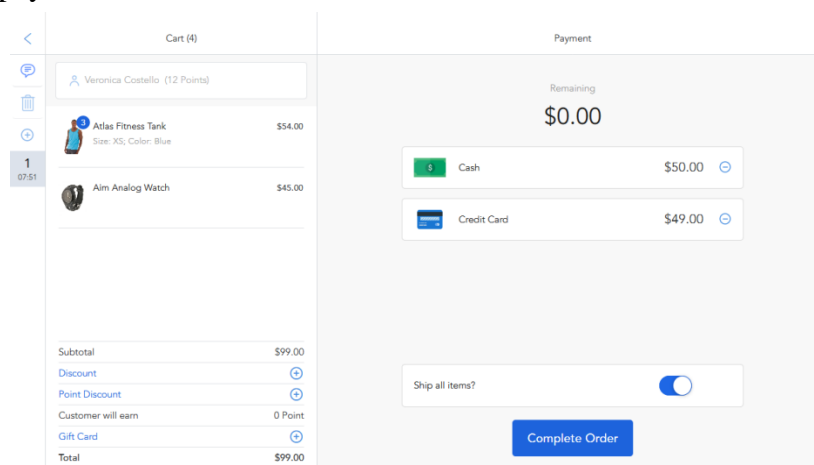 Cart (4)
Payment
Veronica Costello (12 Points)
3
Atlas Fitness Tank $54.00
Size: XS; Color: Blue
1
07:51
Aim Analog Watch $45.00
Subtotal $99.00
Discount
Point Discount
Customer will earn 0 Point
Gift Card
Total $99.00
Remaining
$0.00
Cash $50.00
Credit Card $49.00
Ship all items?
Complete Order